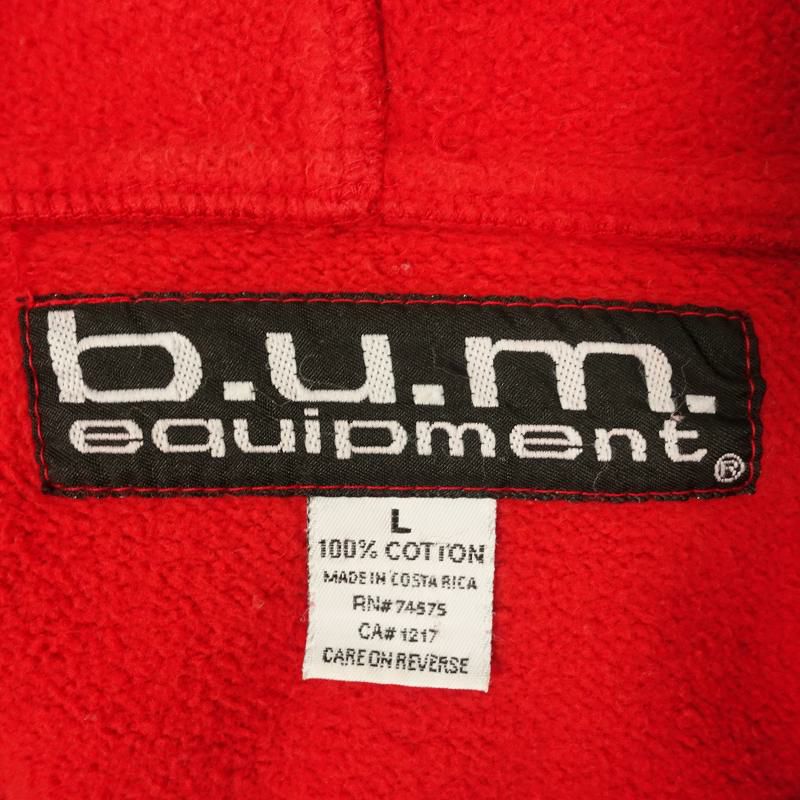 b.u.m.
equipment®
L
100% COTTON
MADE IN COSTA RICA
RN# 74575
CA# 1217
CARE ON REVERSE